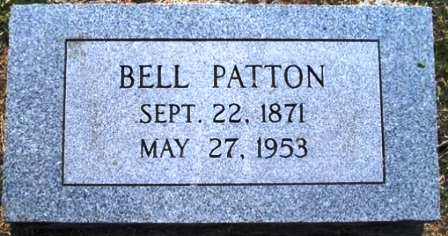 BELL PATTON
SEPT. 22, 1871
MAY 27, 1953